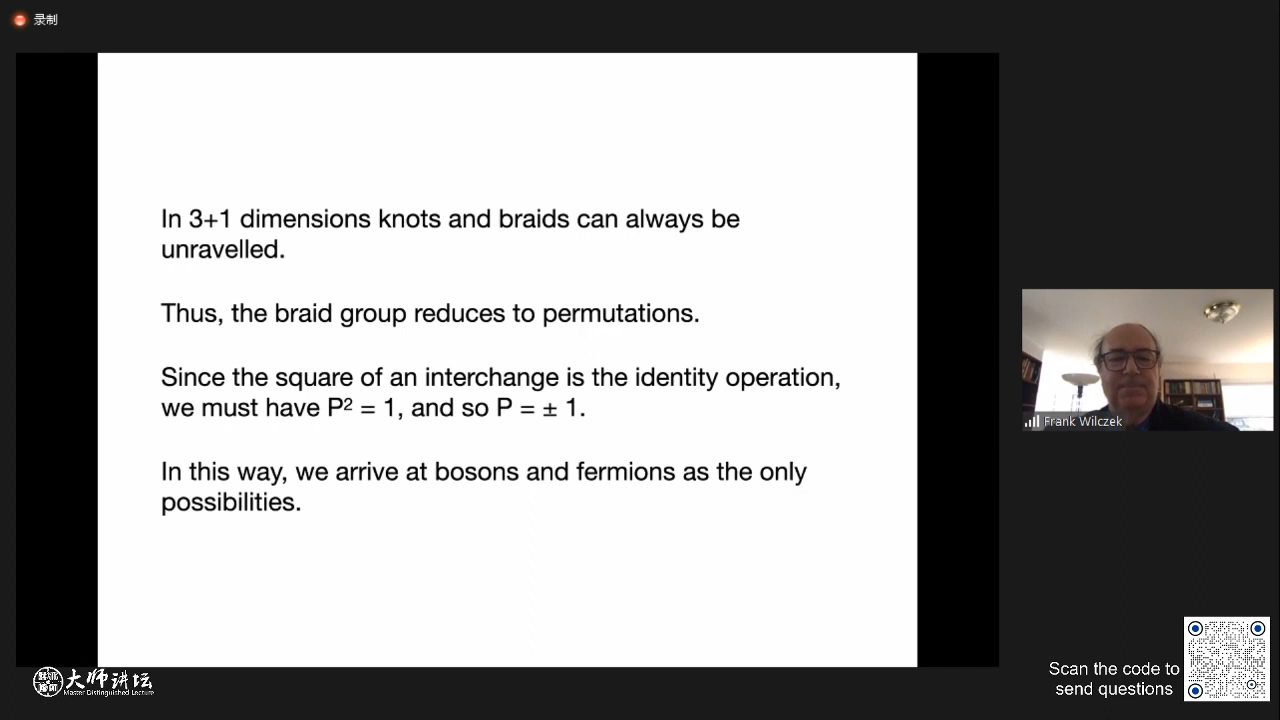 录制
In 3+1 dimensions knots and braids can always be
unravelled.
Thus, the braid group reduces to permutations.
Since the square of an interchange is the identity operation,
we must have P² = 1, and so P = ± 1.
In this way, we arrive at bosons and fermions as the only
possibilities.
Frank Wilczek
大师讲坛
Master Distinguished Lecture
Scan the code to
send questions